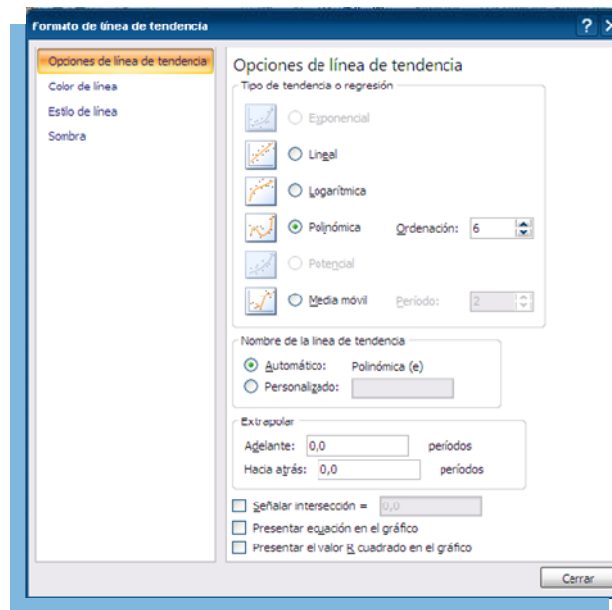 Formato de línea de tendencia
Opciones de línea de tendencia
Color de línea
Estilo de línea
Sombra
Opciones de línea de tendencia
Tipo de tendencia o regresión
Exponencial
Lineal
Logarítmica
Polinómica Ordenación: 6
Potencial
Media móvil Período: 2
Nombre de la línea de tendencia
Automático: Polinómica (e)
Personalizado:
Extrapolar
Adelante: 0,0 períodos
Hacia atrás: 0,0 períodos
Señalar intersección = 0,0
Presentar ecuación en el gráfico
Presentar el valor R cuadrado en el gráfico
Cerrar